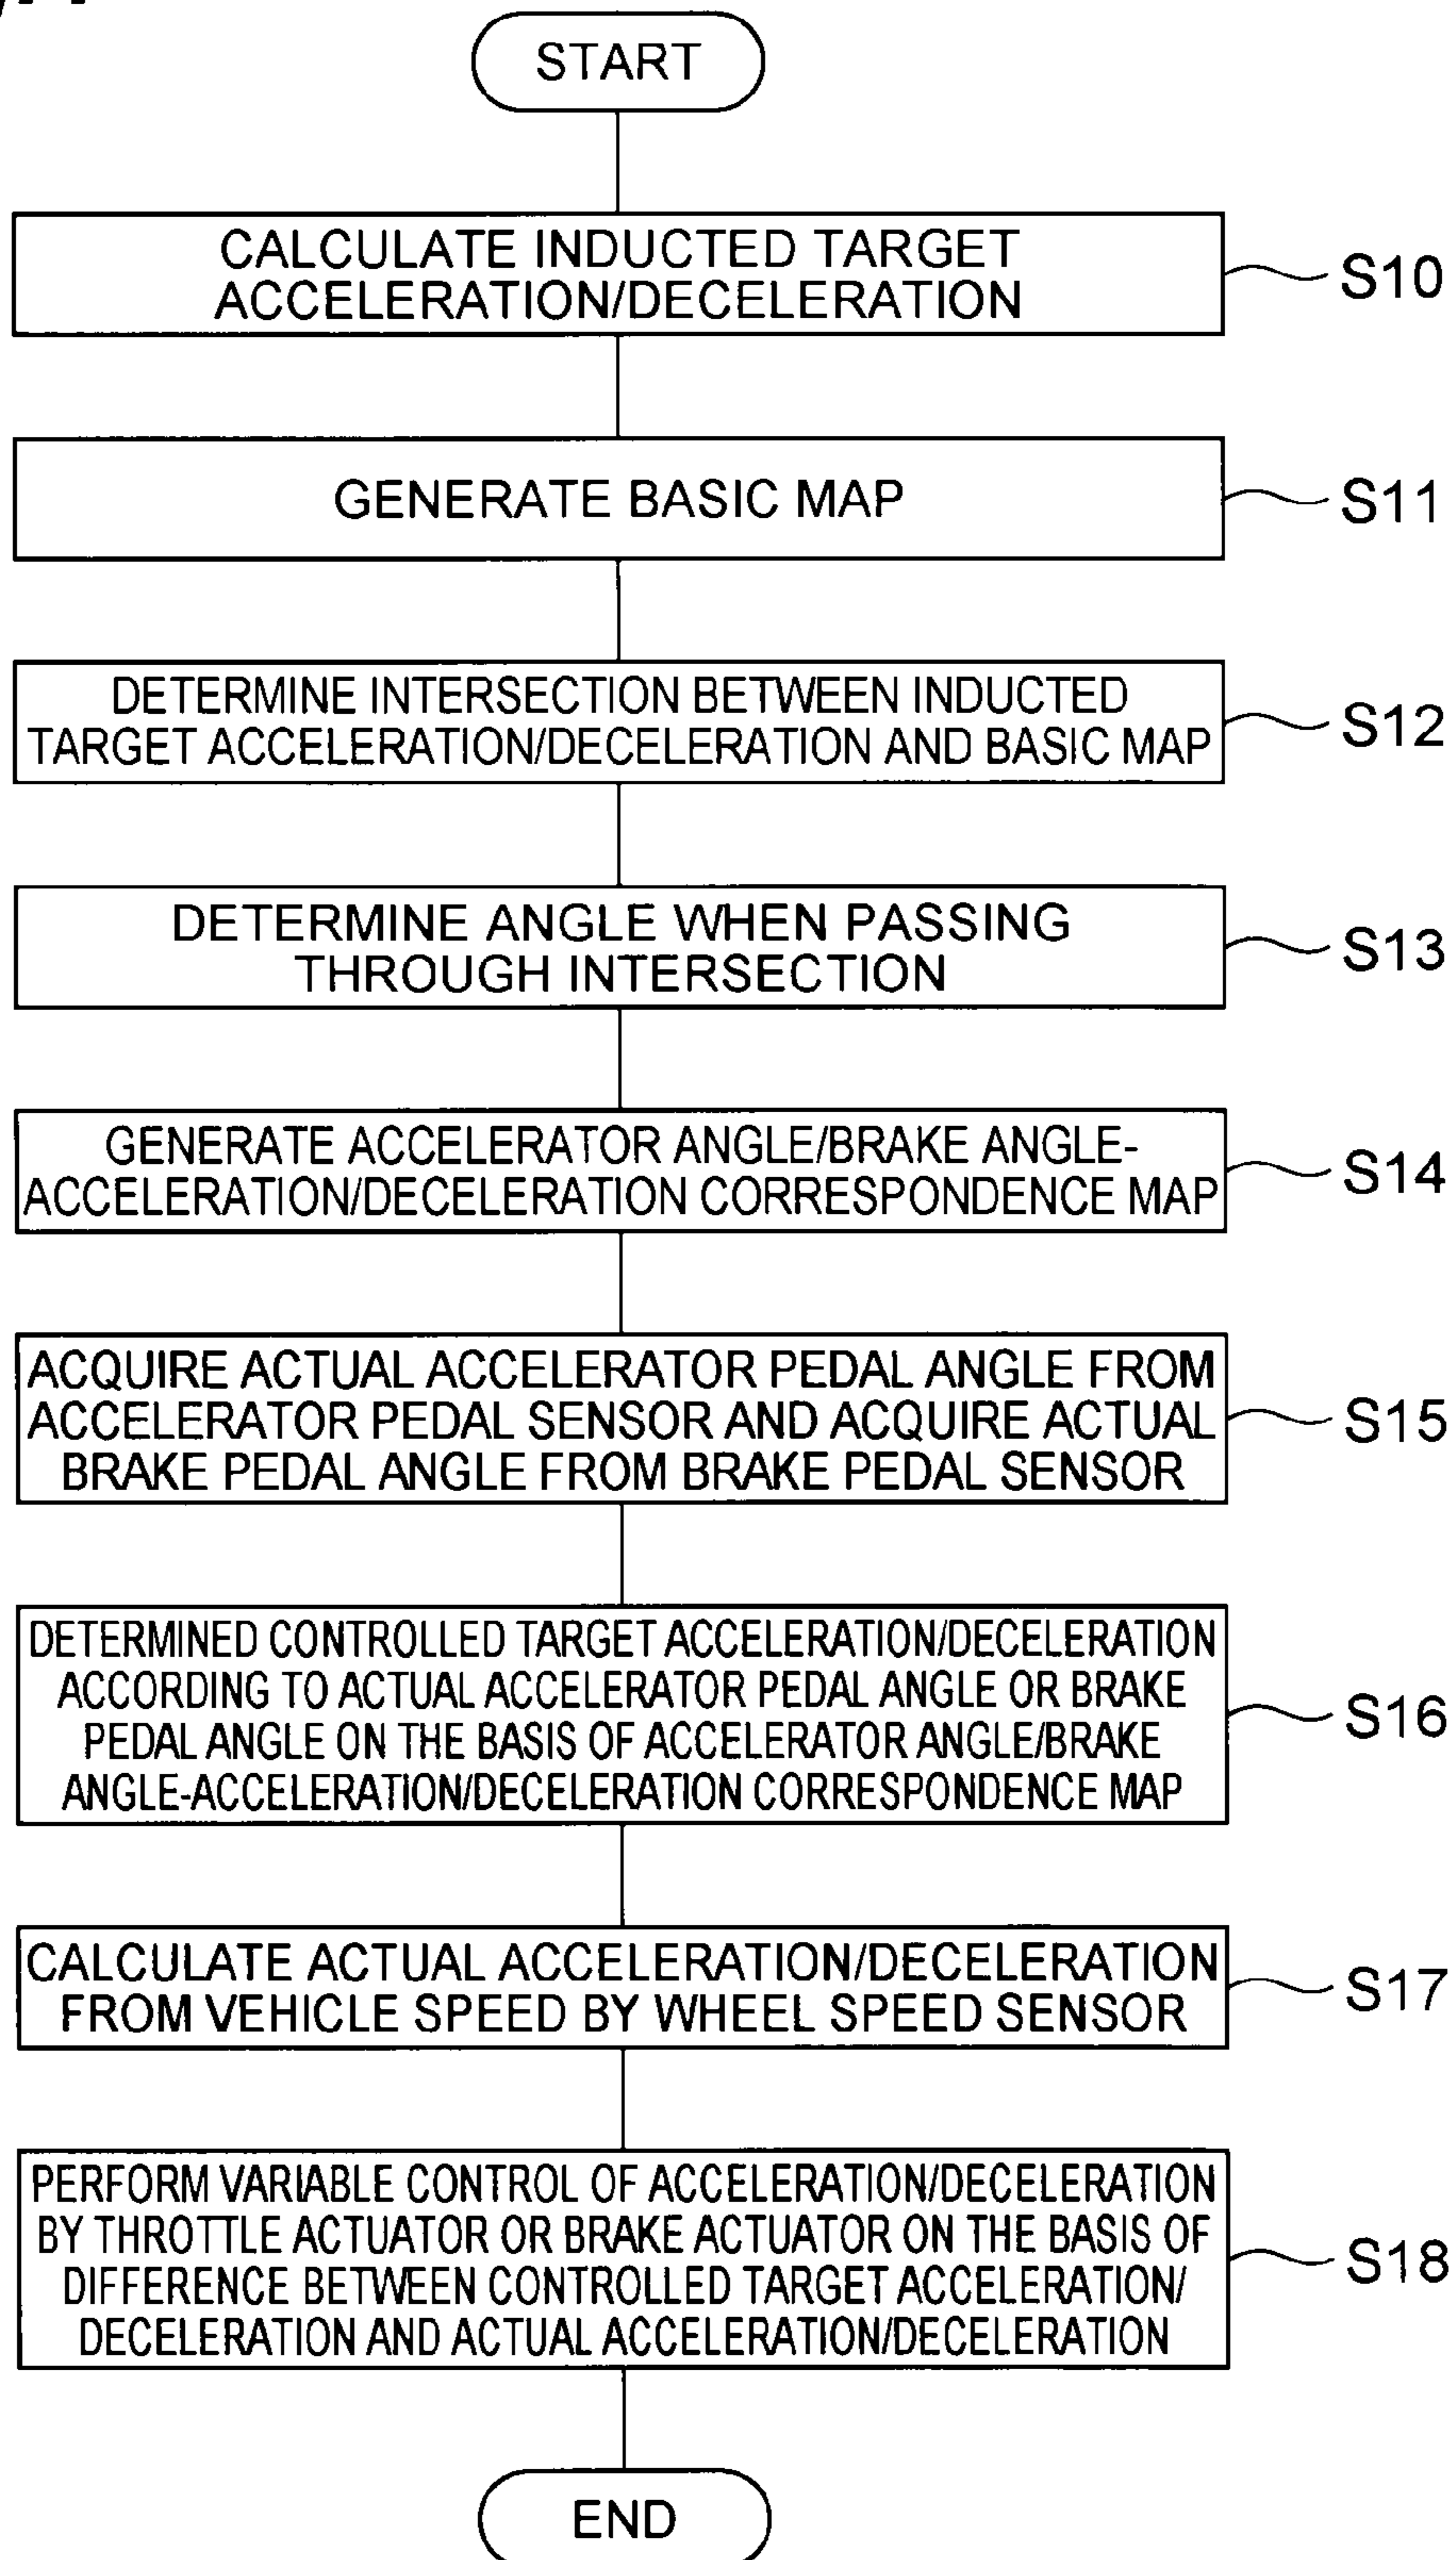 START
CALCULATE INDUCTED TARGET
ACCELERATION/DECELERATION
S10
GENERATE BASIC MAP
S11
DETERMINE INTERSECTION BETWEEN INDUCTED
TARGET ACCELERATION/DECELERATION AND BASIC MAP
S12
DETERMINE ANGLE WHEN PASSING
THROUGH INTERSECTION
S13
GENERATE ACCELERATOR ANGLE/BRAKE ANGLE-
ACCELERATION/DECELERATION CORRESPONDENCE MAP
S14
ACQUIRE ACTUAL ACCELERATOR PEDAL ANGLE FROM
ACCELERATOR PEDAL SENSOR AND ACQUIRE ACTUAL
BRAKE PEDAL ANGLE FROM BRAKE PEDAL SENSOR
S15
DETERMINED CONTROLLED TARGET ACCELERATION/DECELERATION
ACCORDING TO ACTUAL ACCELERATOR PEDAL ANGLE OR BRAKE
PEDAL ANGLE ON THE BASIS OF ACCELERATOR ANGLE/BRAKE
ANGLE-ACCELERATION/DECELERATION CORRESPONDENCE MAP
S16
CALCULATE ACTUAL ACCELERATION/DECELERATION
FROM VEHICLE SPEED BY WHEEL SPEED SENSOR
S17
PERFORM VARIABLE CONTROL OF ACCELERATION/DECELERATION
BY THROTTLE ACTUATOR OR BRAKE ACTUATOR ON THE BASIS OF
DIFFERENCE BETWEEN CONTROLLED TARGET ACCELERATION/
DECELERATION AND ACTUAL ACCELERATION/DECELERATION
S18
END